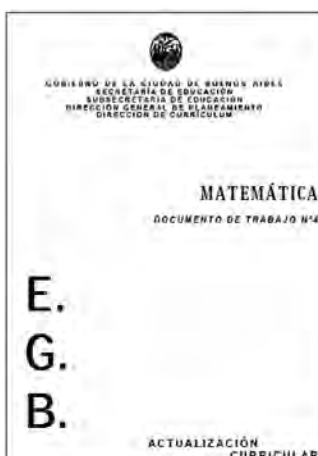 GOBIERNO DE LA CIUDAD DE BUENOS AIRES
SECRETARÍA DE EDUCACIÓN
SUBSECRETARÍA DE EDUCACIÓN
DIRECCIÓN GENERAL DE PLANEAMIENTO
DIRECCIÓN DE CURRÍCULUM
MATEMÁTICA
DOCUMENTO DE TRABAJO Nº4
E.
G.
B.
ACTUALIZACIÓN
CURRICULAR